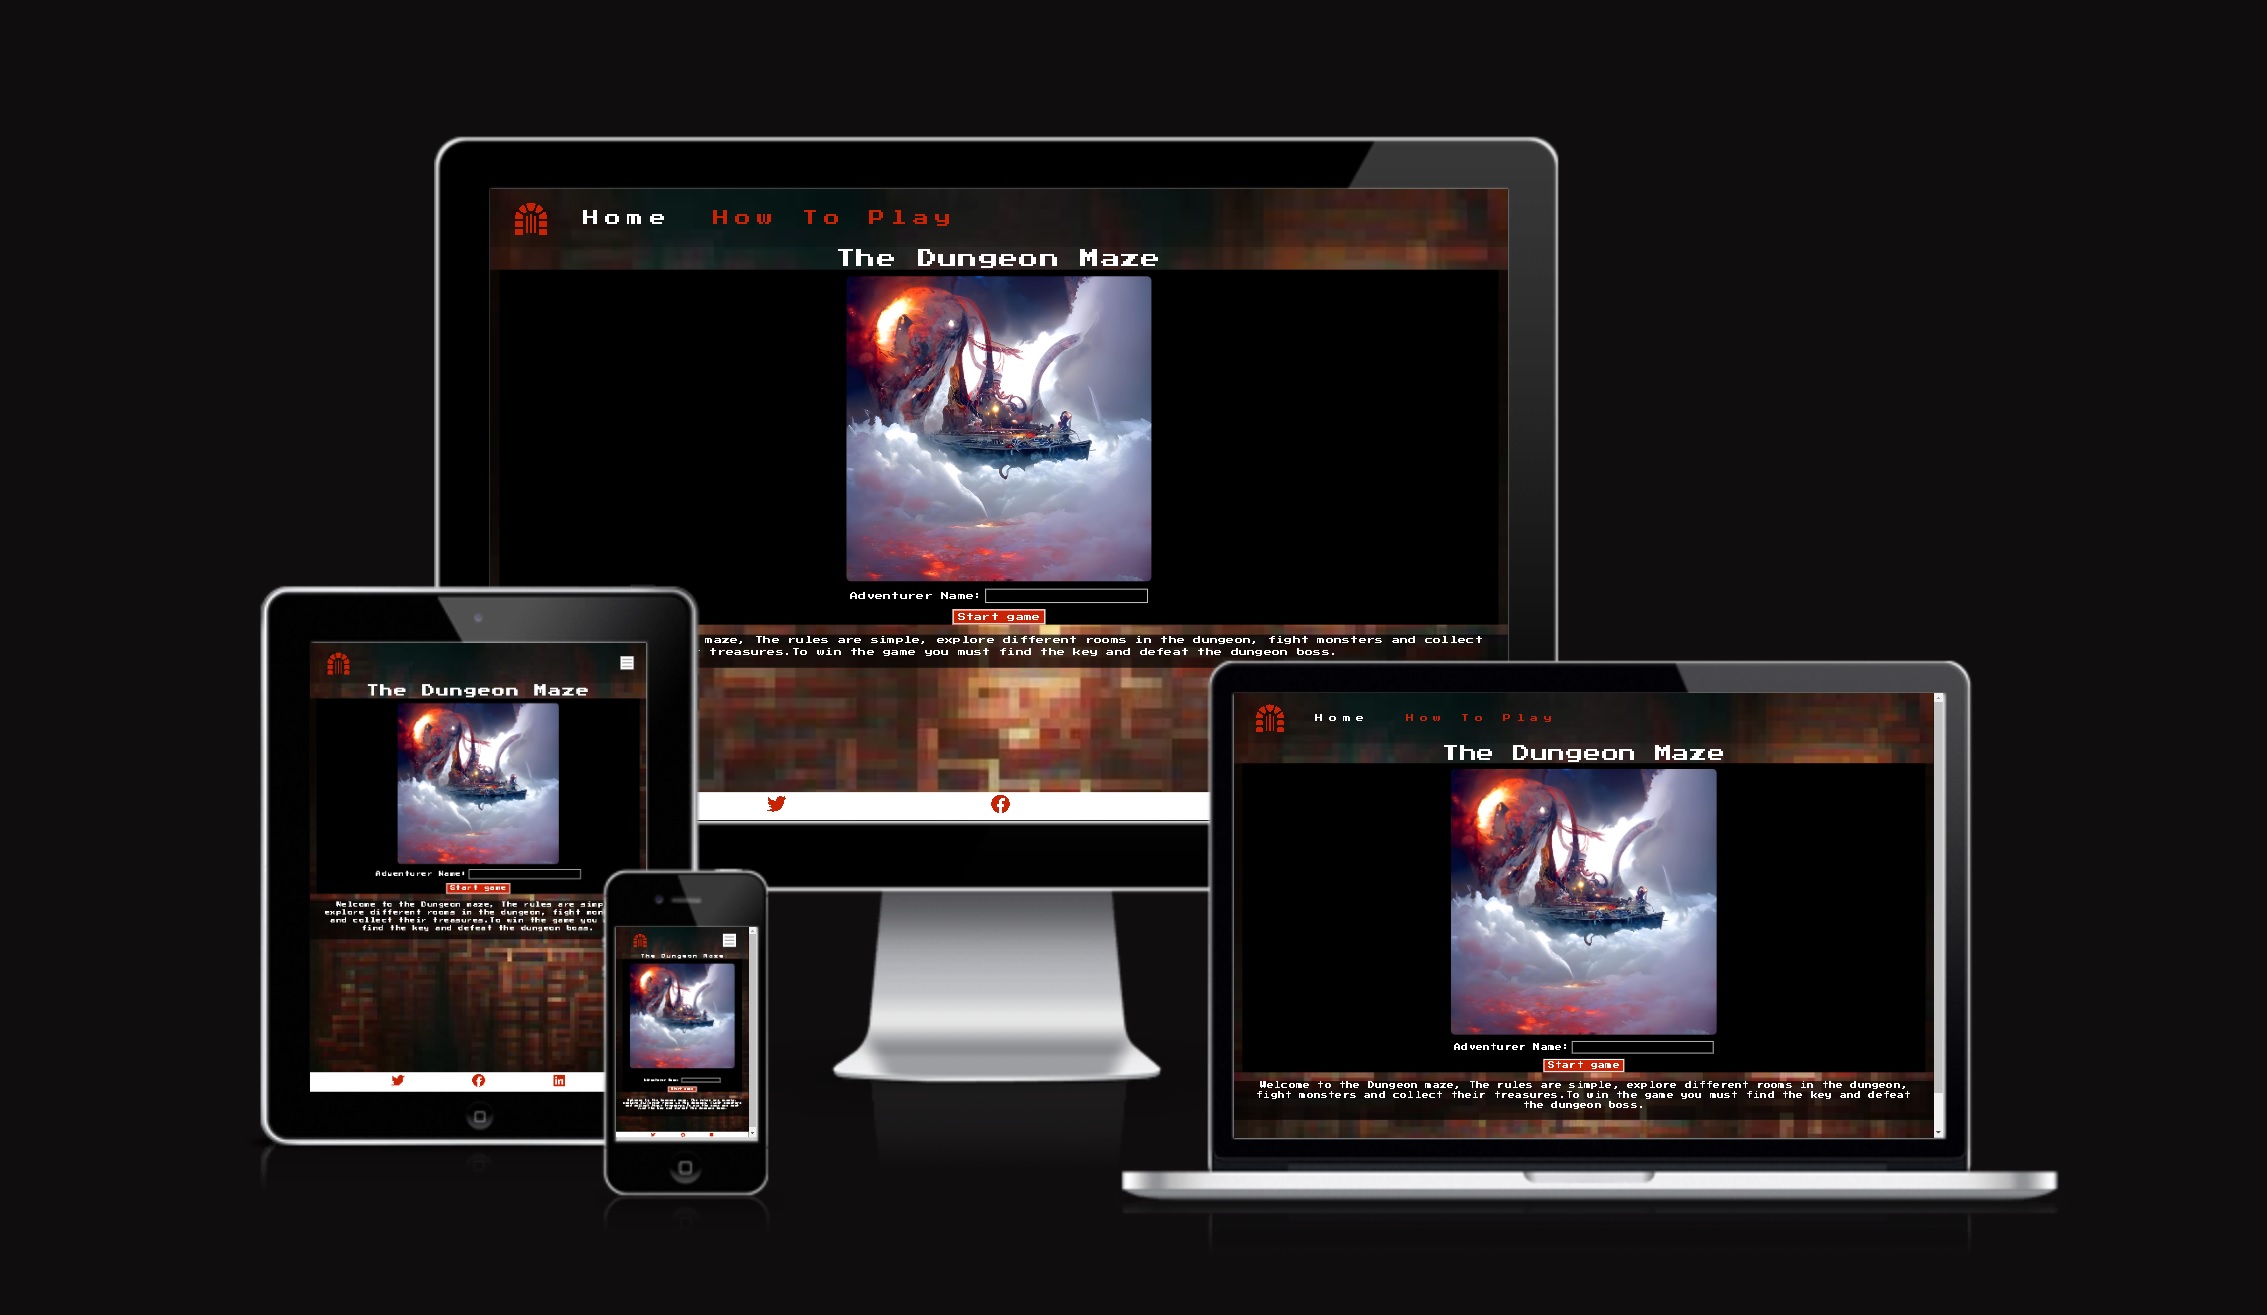 Home How To Play
The Dungeon Maze
Adventurer Name:
Start game
maze, The rules are simple, explore different rooms in the dungeon, fight monsters and collect
treasures.To win the game you must find the key and defeat the dungeon boss.
The Dungeon Maze
Adventurer Name:
Start game
Welcome to the Dungeon maze, The rules are simp
explore different rooms in the dungeon, fight mon
and collect their treasures.To win the game you
find the key and defeat the dungeon boss.
The Dungeon Maze
Home How To Play
The Dungeon Maze
Adventurer Name:
Start game
Welcome to the Dungeon maze, The rules are simple, explore different rooms in the dungeon,
fight monsters and collect their treasures.To win the game you must find the key and defeat
the dungeon boss.